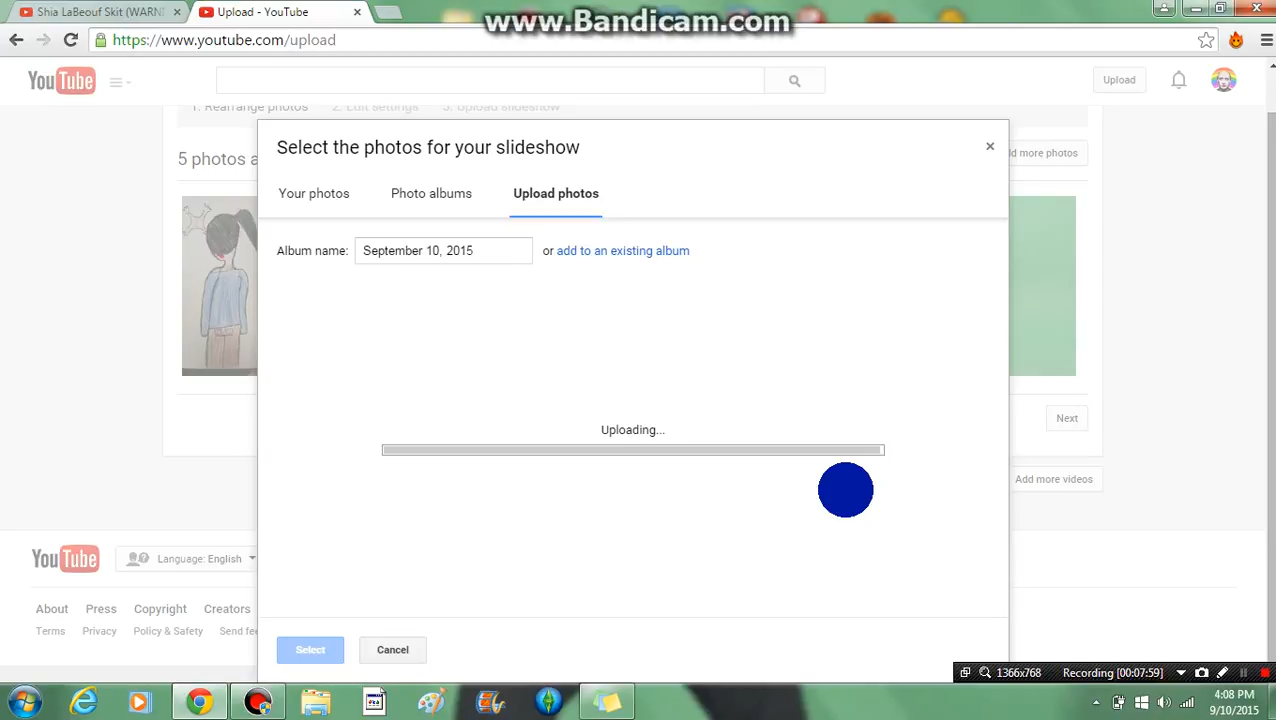 Shia LaBeouf Skit (WARNI
Upload - YouTube
www.Bandicam.com
https://www.youtube.com/upload
YouTube
Upload
1. Rearrange photos
2. Edit settings
3. Upload slideshow
Select the photos for your slideshow
5 photos a
dd more photos
Your photos
Photo albums
Upload photos
Album name:
September 10, 2015
or add to an existing album
Next
Uploading...
Add more videos
YouTube
Language: English
About
Press
Copyright
Creators
Terms
Privacy
Policy & Safety
Send fee
Select
Cancel
1366x768
Recording [00:07:59]
4:08 PM
9/10/2015